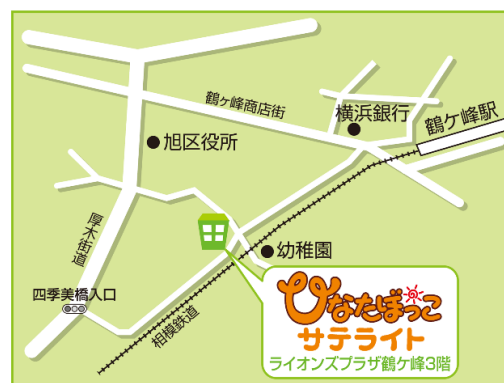 鶴ヶ峰商店街
横浜銀行
鶴ケ峰駅
旭区役所
厚木街道
幼稚園
四季美橋入口
相模鉄道
ひなたぼっこ
サテライト
ライオンズプラザ鶴ケ峰3階